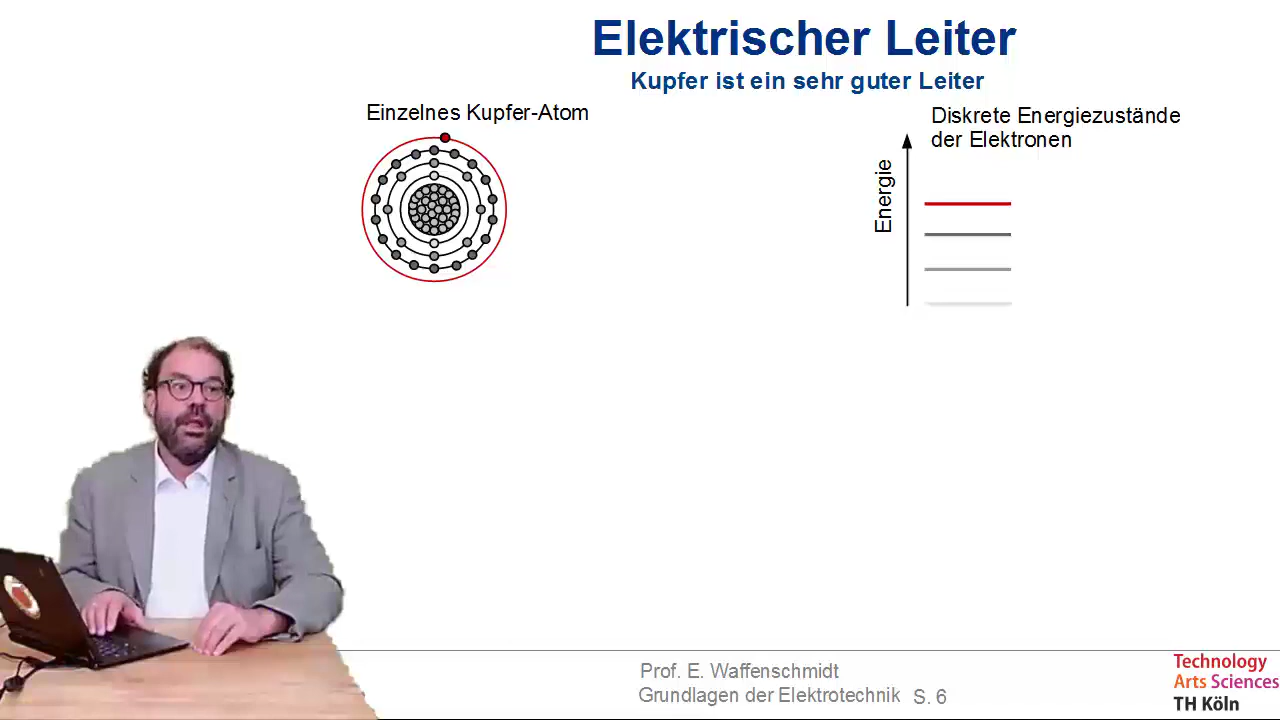 Elektrischer Leiter
Kupfer ist ein sehr guter Leiter
Einzelnes Kupfer-Atom
Diskrete Energiezustände
der Elektronen
Energie
Prof. E. Waffenschmidt
Grundlagen der Elektrotechnik S. 6
Technology
Arts Sciences
TH Köln